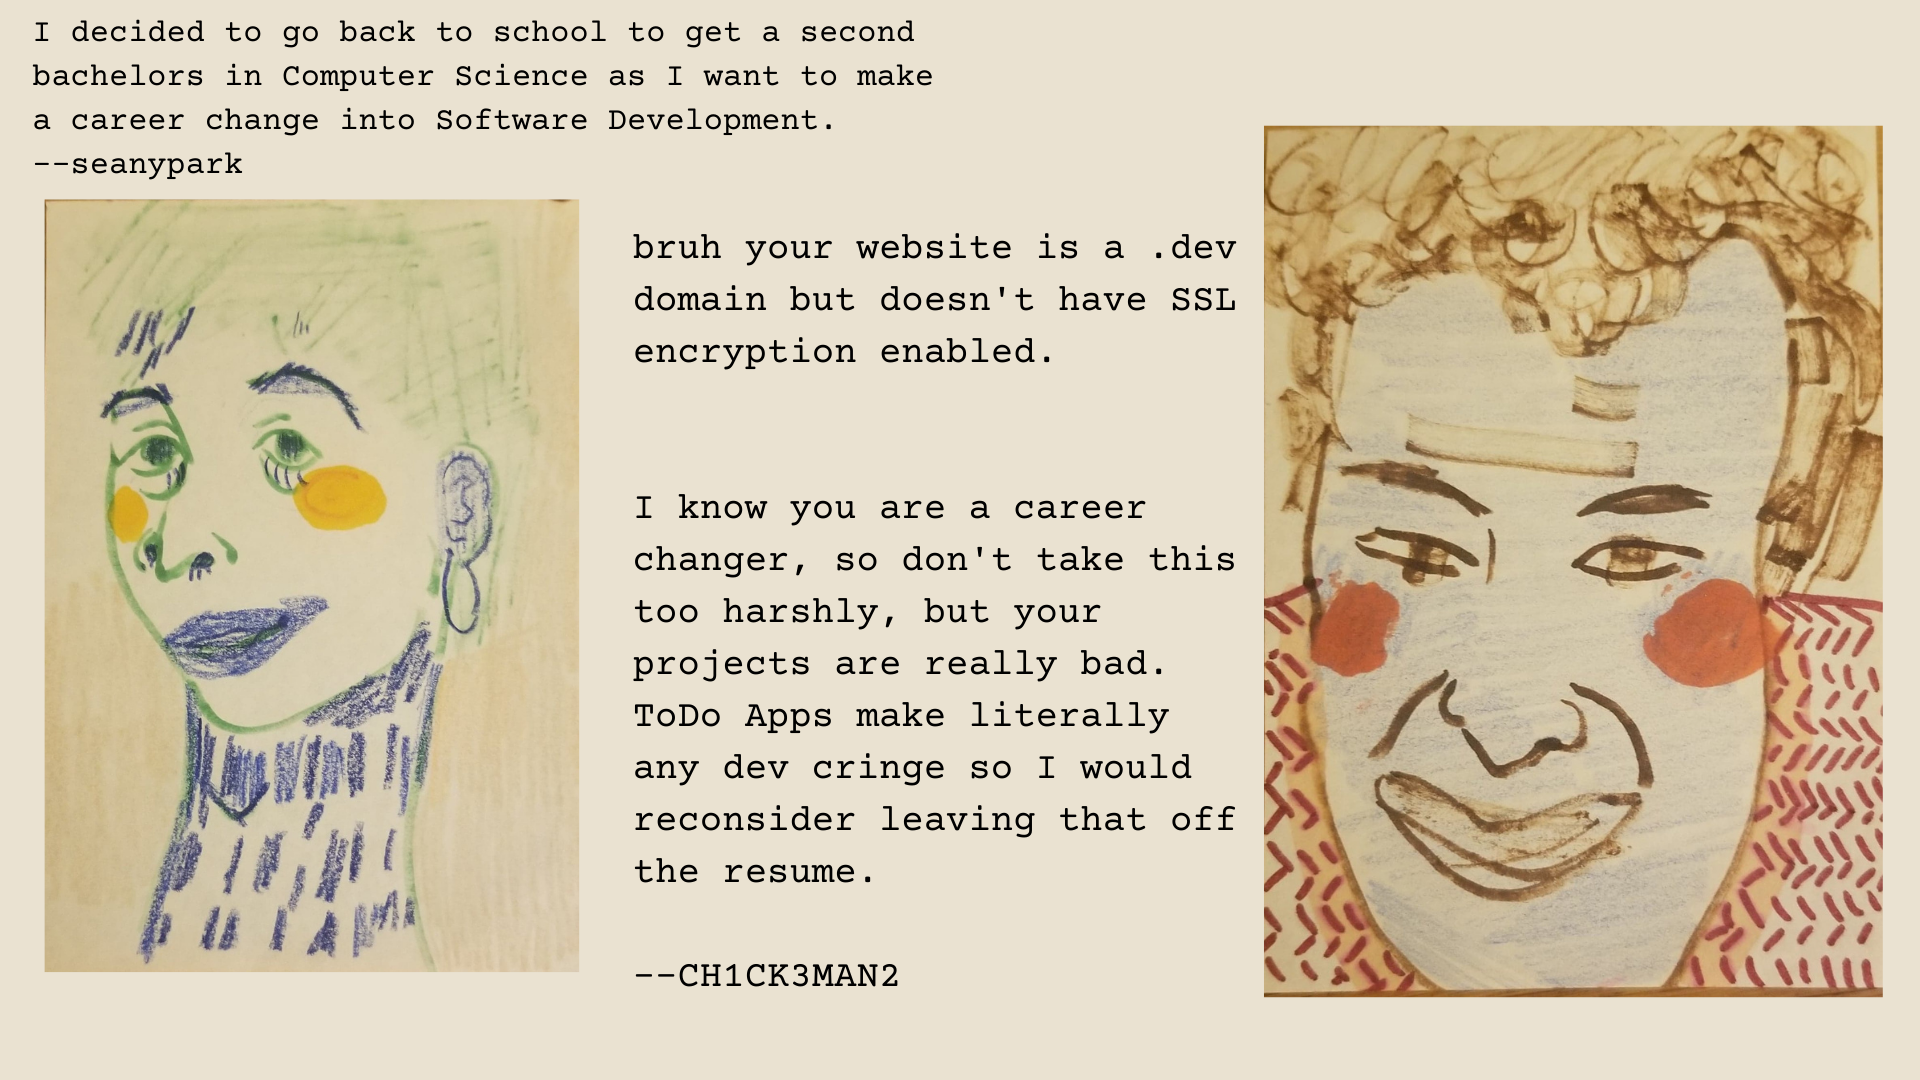 I decided to go back to school to get a second
bachelors in Computer Science as I want to make
a career change into Software Development.
--seanypark
bruh your website is a .dev
domain but doesn't have SSL
encryption enabled.
I know you are a career
changer, so don't take this
too harshly, but your
projects are really bad.
ToDo Apps make literally
any dev cringe so I would
reconsider leaving that off
the resume.
--CH1CK3MAN2